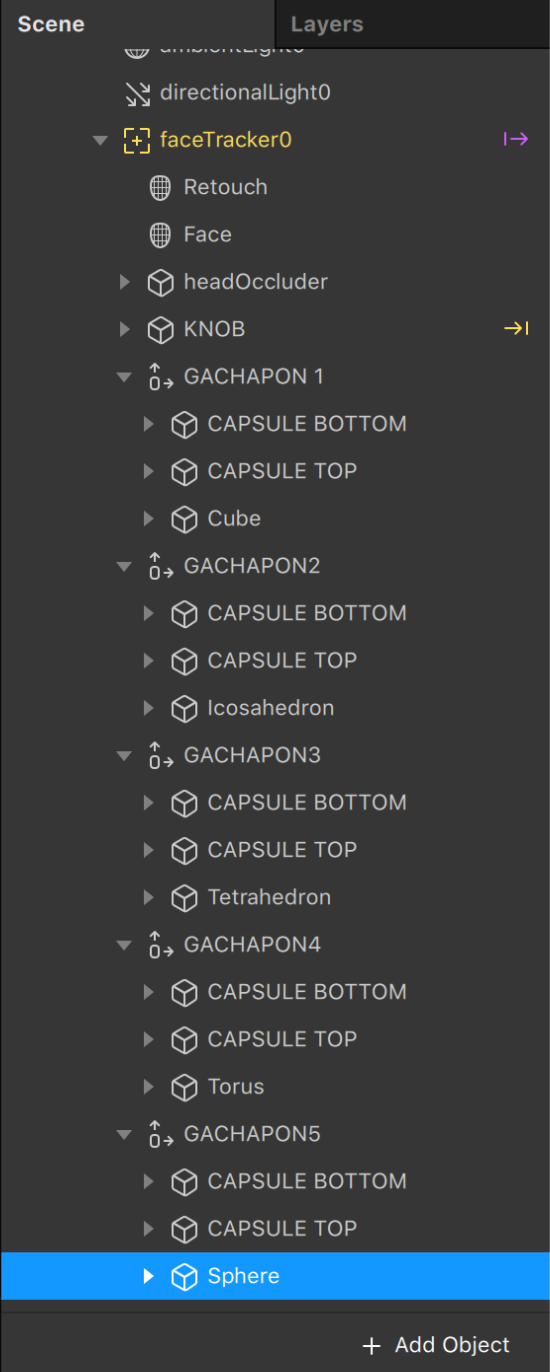 Scene
Layers
ambientLight0
directionalLight0
faceTracker0
Retouch
Face
headOccluder
KNOB
GACHAPON 1
CAPSULE BOTTOM
CAPSULE TOP
Cube
GACHAPON2
CAPSULE BOTTOM
CAPSULE TOP
Icosahedron
GACHAPON3
CAPSULE BOTTOM
CAPSULE TOP
Tetrahedron
GACHAPON4
CAPSULE BOTTOM
CAPSULE TOP
Torus
GACHAPON5
CAPSULE BOTTOM
CAPSULE TOP
Sphere
+ Add Object